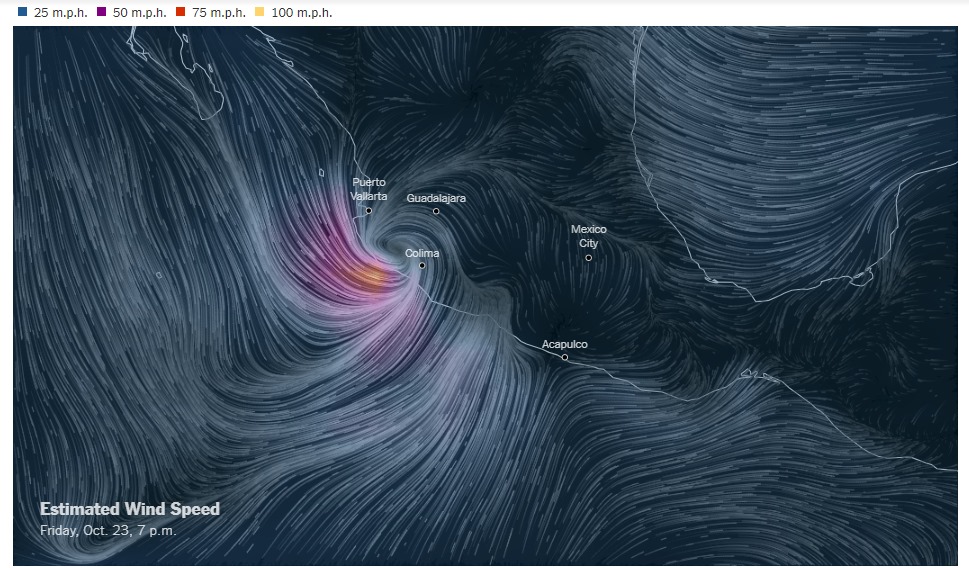 25 m.p.h. 50 m.p.h. 75 m.p.h. 100 m.p.h.
Puerto
Vallarta
Guadalajara
Mexico
City
Colima
Acapulco
Estimated Wind Speed
Friday, Oct. 23, 7 p.m.